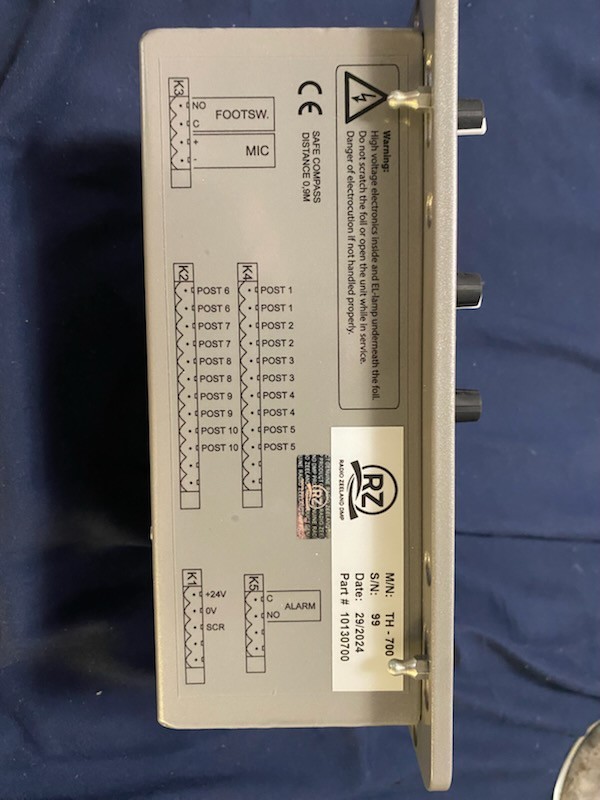 K3
NO
C
+
-
FOOTSW.
MIC
SAFE COMPASS
DISTANCE 0,9M
CE
Warning:
High voltage electronics inside and EL-lamp underneath the foil.
Do not scratch the foil or open the unit while in service.
Danger of electrocution if not handled properly.
K2
POST 6
POST 6
POST 7
POST 7
POST 8
POST 8
POST 9
POST 9
POST 10
POST 10
K4
POST 1
POST 1
POST 2
POST 2
POST 3
POST 3
POST 4
POST 4
POST 5
POST 5
RZ
RADIO ZEELAND DMP
RZ
M/N: TH - 700
S/N: 99
Date: 29/2024
Part # 10130700
K1
+24V
0V
SCR
K5
C
NO
ALARM